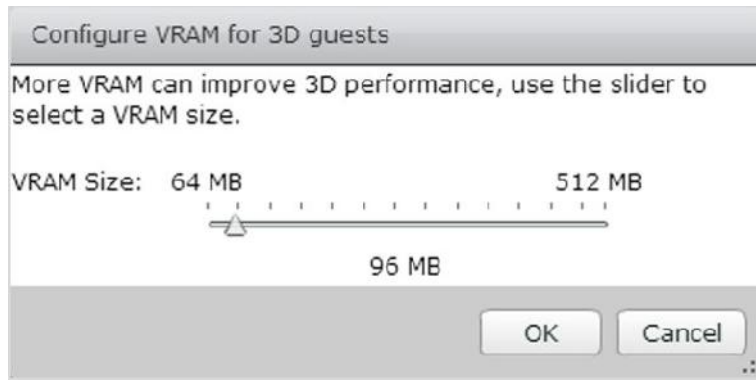 Configure VRAM for 3D guests
More VRAM can improve 3D performance, use the slider to
select a VRAM size.
VRAM Size: 64 MB 512 MB
96 MB
OK Cancel